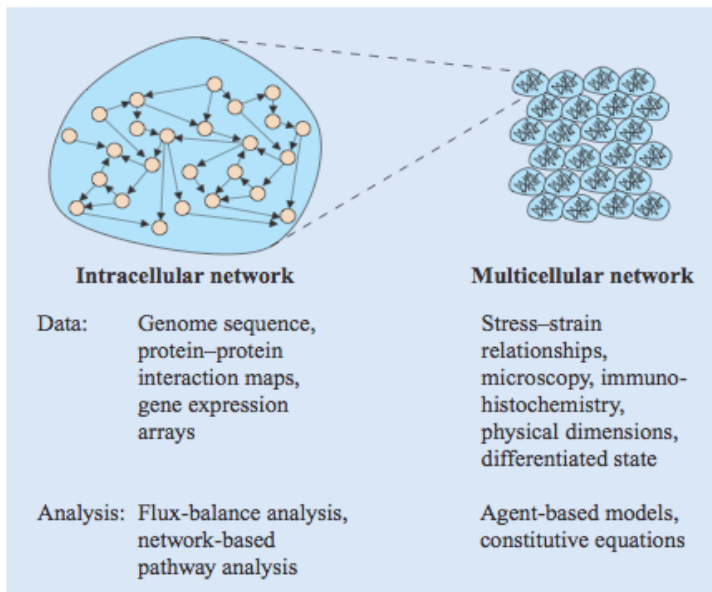 Intracellular network
Multicellular network
Data:
Genome sequence,
protein–protein
interaction maps,
gene expression
arrays
Stress–strain
relationships,
microscopy, immuno-
histochemistry,
physical dimensions,
differentiated state
Analysis:
Flux-balance analysis,
network-based
pathway analysis
Agent-based models,
constitutive equations